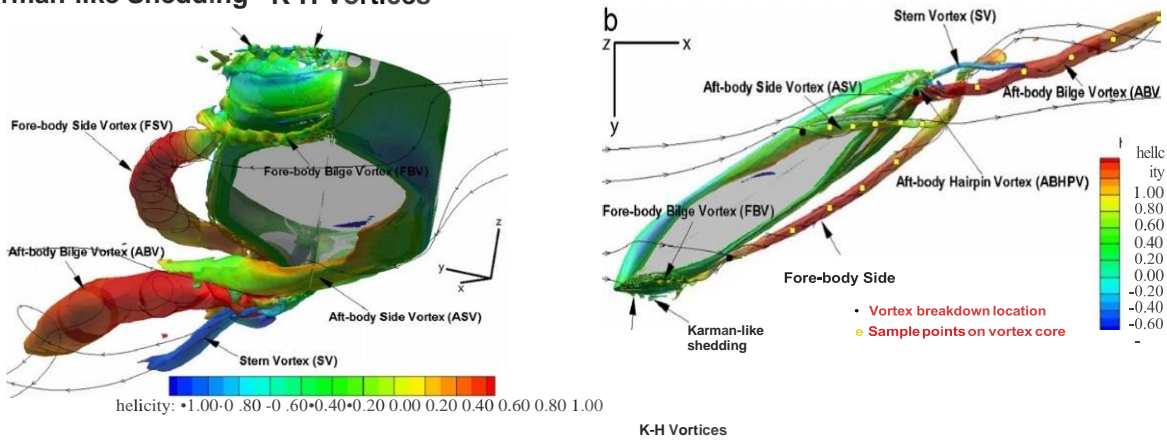 rman-like Shedding K-H Vortices
Fore-body Side Vortex (FSV)
Fore-body Bilge Vortex (FBV)
Aft-body Bilge Vortex (ABV)
z
y
x
Aft-body Side Vortex (ASV)
Stern Vortex (SV)
helicity: •1.00·0 .80 -0.60•0.40•0.20 0.00 0.20 0.40 0.60 0.80 1.00
b
z x
y
Stern Vortex (SV)
Aft-body Side Vortex (ASV)
Aft-body Bilge Vortex (ABV
Aft-body Hairpin Vortex (ABHPV)
Fore-body Bilge Vortex (FBV)
Fore-body Side
Karman-like
shedding
• Vortex breakdown location
e Sample points on vortex core
helic
ity
1.00
0.80
0.60
0.40
0.20
0.00
-0.20
-0.40
-0.60
-
K-H Vortices